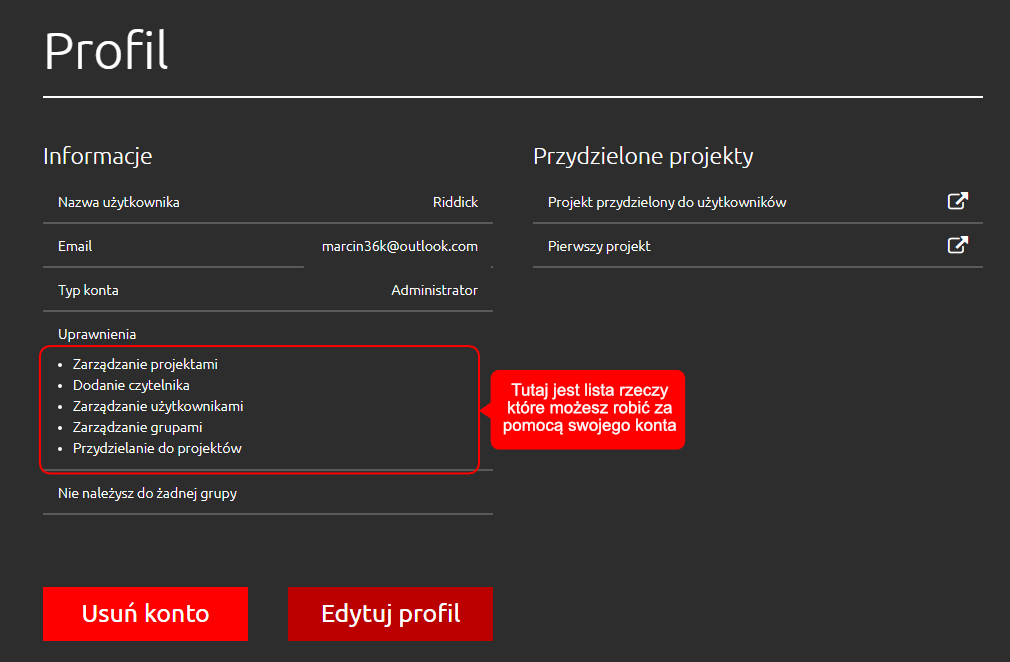 Profil
Informacje
Nazwa użytkownika Riddick
Email marcin36k@outlook.com
Typ konta Administrator
Uprawnienia
• Zarządzanie projektami
• Dodanie czytelnika
• Zarządzanie użytkownikami
• Zarządzanie grupami
• Przydzielanie do projektów
Tutaj jest lista rzeczy
które możesz robić za
pomocą swojego konta
Nie należysz do żadnej grupy
Przydzielone projekty
Projekt przydzielony do użytkowników
Pierwszy projekt
Usuń konto
Edytuj profil